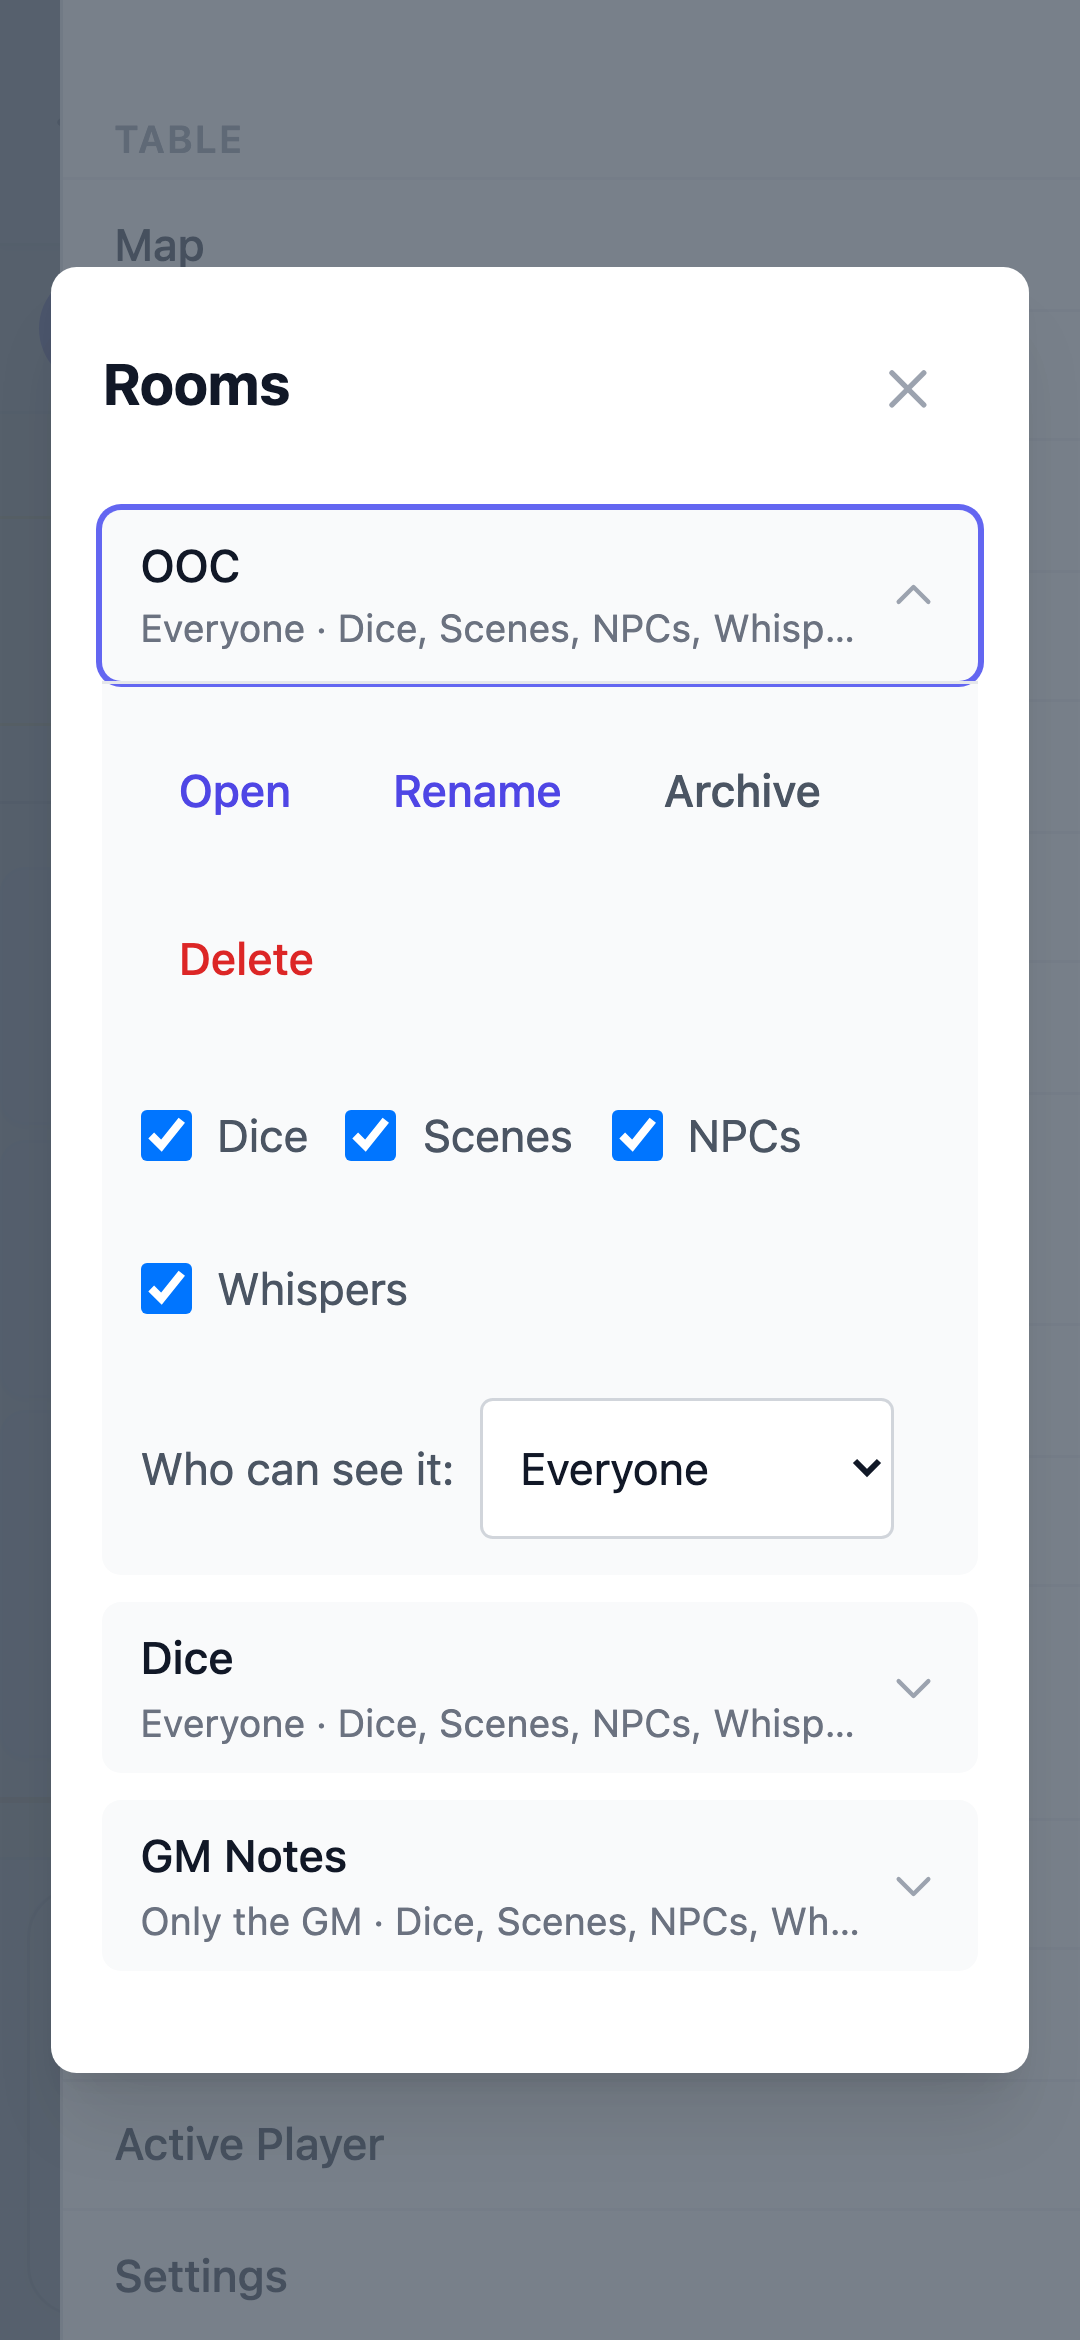 TABLE
Map
Rooms
OOC
Everyone · Dice, Scenes, NPCs, Whisp...
Open Rename Archive
Delete
Dice Scenes NPCs
Whispers
Who can see it: Everyone
Dice
Everyone · Dice, Scenes, NPCs, Whisp...
GM Notes
Only the GM · Dice, Scenes, NPCs, Wh...
Active Player
Settings